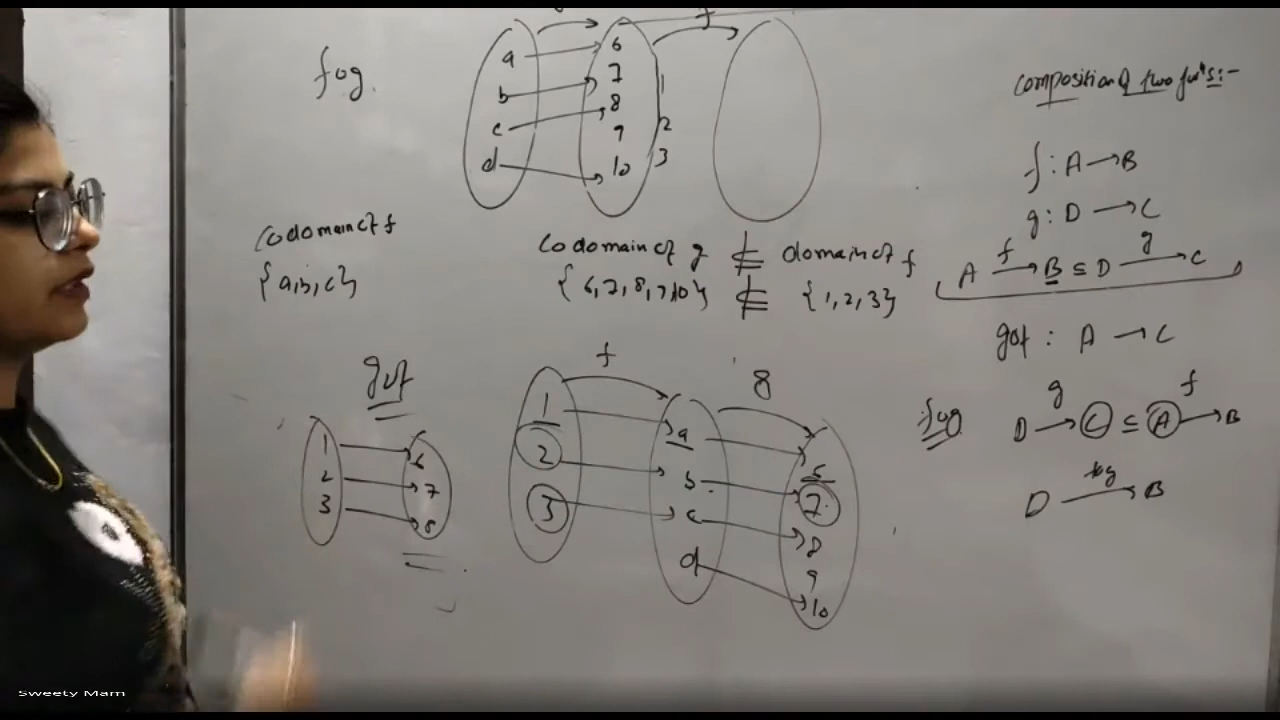 fog.
a
b
c
d
6
7
8
9
10
1
2
3
f
Codomain of f
{a,b,c}
Codomain of g ⊈ domain of f
{6,7,8,9,10} ⊈ {1,2,3}
gof
1
2
3
6
7
8
f
1
2
3
a
b
c
d
g
6
7
8
9
10
Composition of two fun's:-
f : A → B
g : D → C
A f→ B ⊆ D g→ C
gof : A → C
fog D g→ C ⊆ A f→ B
D fog→ B
Sweety Mam